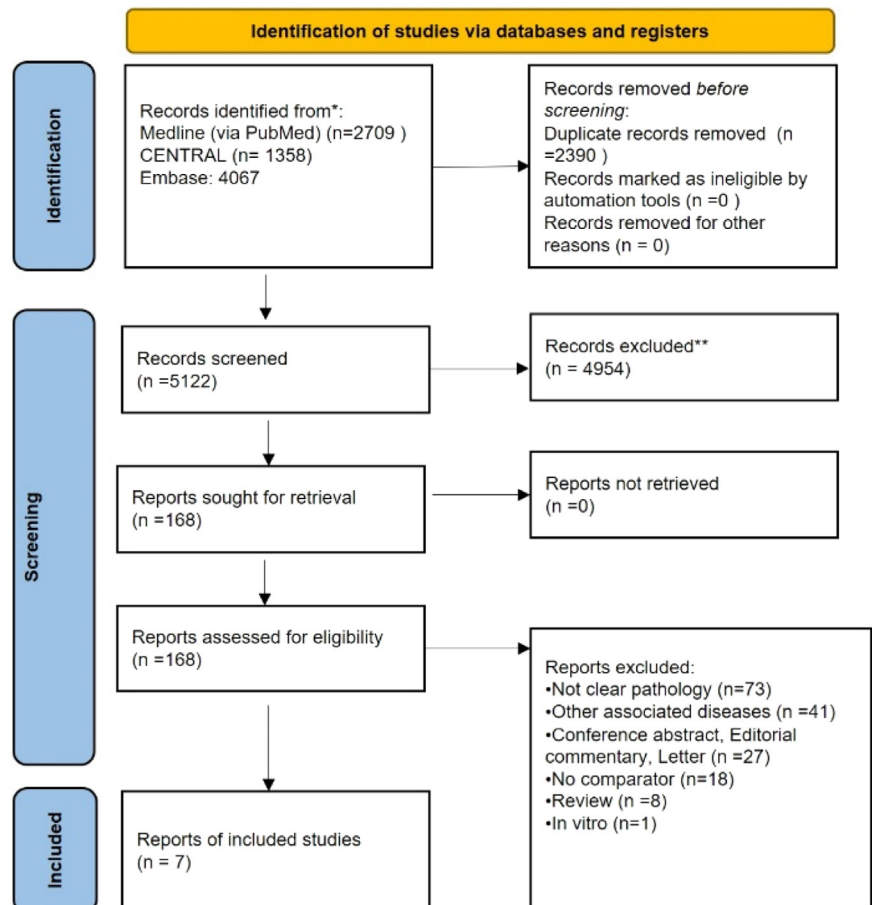 Identification of studies via databases and registers
Identification
Records identified from*:
Medline (via PubMed) (n=2709 )
CENTRAL (n= 1358)
Embase: 4067
Records removed before
screening:
Duplicate records removed (n
=2390 )
Records marked as ineligible by
automation tools (n =0 )
Records removed for other
reasons (n = 0)
Screening
Records screened
(n =5122)
Records excluded**
(n = 4954)
Reports sought for retrieval
(n =168)
Reports not retrieved
(n =0)
Reports assessed for eligibility
(n =168)
Reports excluded:
•Not clear pathology (n=73)
•Other associated diseases (n =41)
•Conference abstract, Editorial
commentary, Letter (n =27)
•No comparator (n=18)
•Review (n =8)
•In vitro (n=1)
Included
Reports of included studies
(n = 7)